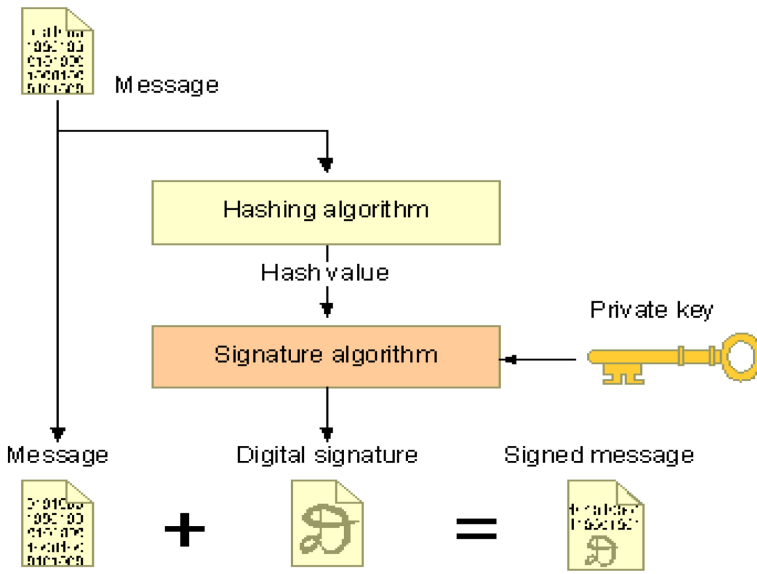 Message
Hashing algorithm
Hash value
Private key
Signature algorithm
Message
Digital signature
Signed message
+
=